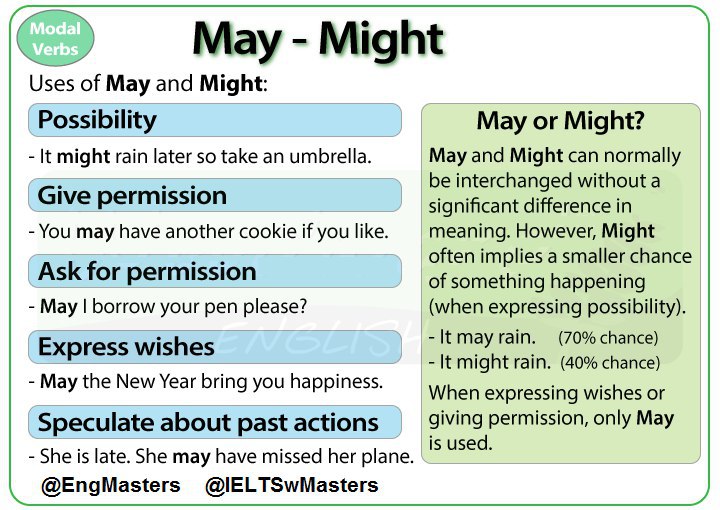 Modal
Verbs
May - Might
Uses of May and Might:
Possibility
- It might rain later so take an umbrella.
Give permission
- You may have another cookie if you like.
Ask for permission
- May I borrow your pen please?
Express wishes
- May the New Year bring you happiness.
Speculate about past actions
- She is late. She may have missed her plane.
@EngMasters @IELTSwMasters
May or Might?
May and Might can normally
be interchanged without a
significant difference in
meaning. However, Might
often implies a smaller chance
of something happening
(when expressing possibility).
- It may rain. (70% chance)
- It might rain. (40% chance)
When expressing wishes or
giving permission, only May
is used.
ENGLISH